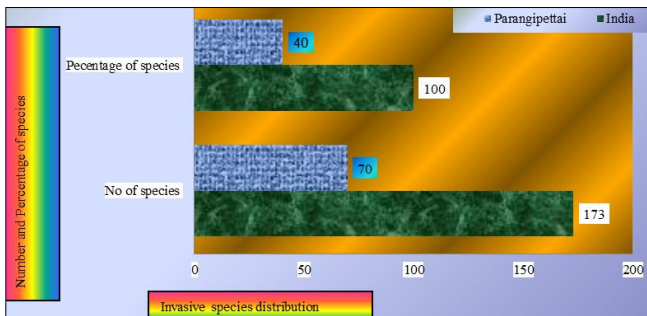 Parangipettai India
Pecentage of species
40
100
No of species
70
173
0 50 100 150 200
Number and Percentage of species
Invasive species distribution